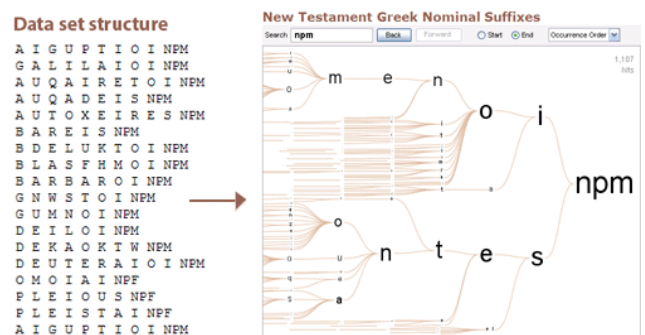 Data set structure
A I G U P T I O I NPM
G A L I L A I O I NPM
A U Q A I R E T O I NPM
A U Q A D E I S NPM
A U T O X E I R E S NPM
B A R E I S NPM
B D E L U K T O I NPM
B L A S F H M O I NPM
B A R B A R O I NPM
G N W S T O I NPM
G U M N O I NPM
D E I L O I NPM
D E K A O K T W NPM
D E U T E R A I O I NPM
O M O I A I NPF
P L E I O U S NPF
P L E I S T A I NPF
A I G U P T I O I NPM
New Testament Greek Nominal Suffixes
Search npm Back Forward Start End Occurrence Order
1,107
hits
m e n o i
npm
o
u n t e s
a